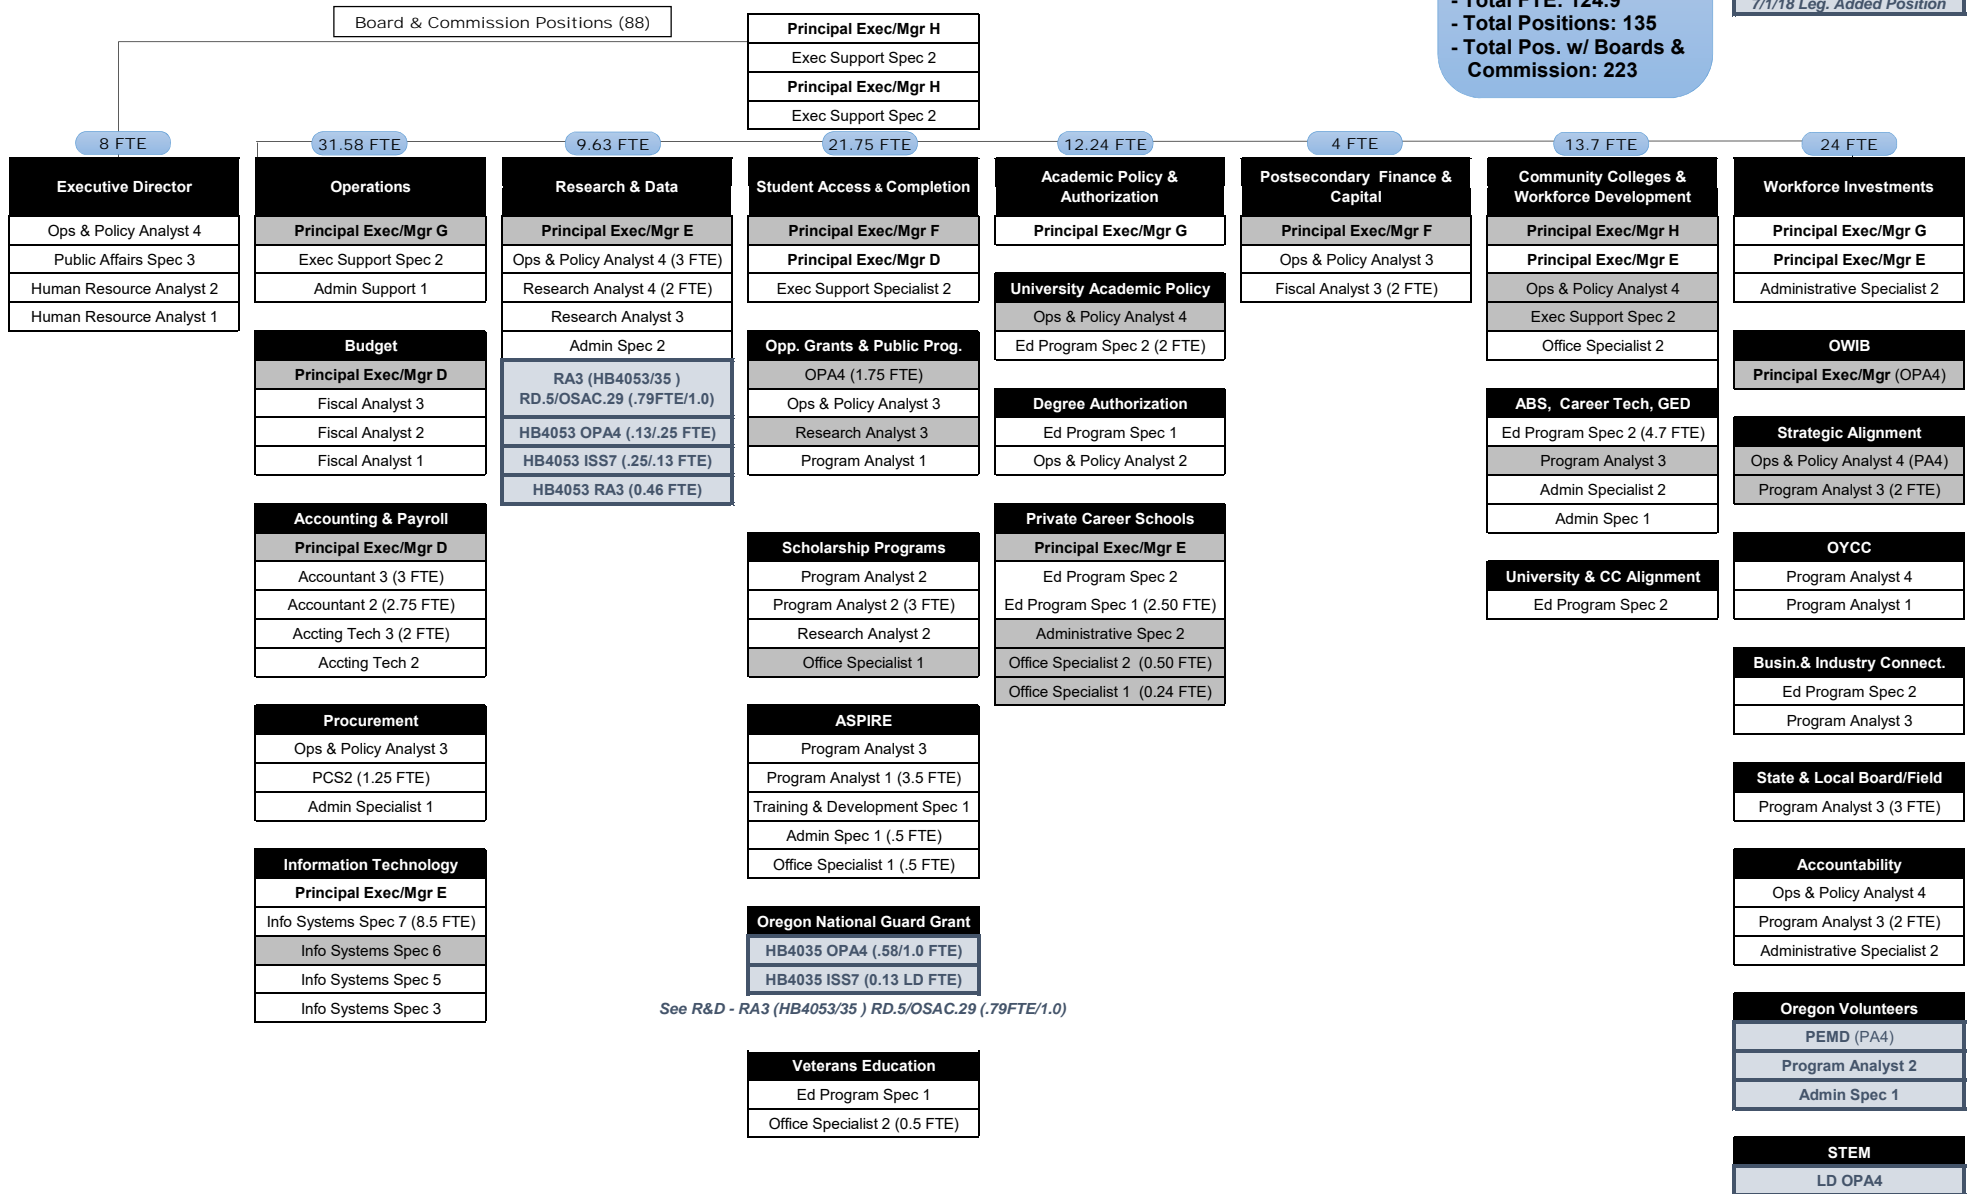 Board & Commission Positions (88)
Principal Exec/Mgr H
Exec Support Spec 2
Principal Exec/Mgr H
Exec Support Spec 2
- Total FTE: 124.9
- Total Positions: 135
- Total Pos. w/ Boards &
Commission: 223
7/1/18 Leg. Added Position
8 FTE
Executive Director
Ops & Policy Analyst 4
Public Affairs Spec 3
Human Resource Analyst 2
Human Resource Analyst 1
31.58 FTE
Operations
Principal Exec/Mgr G
Exec Support Spec 2
Admin Support 1
Budget
Principal Exec/Mgr D
Fiscal Analyst 3
Fiscal Analyst 2
Fiscal Analyst 1
Accounting & Payroll
Principal Exec/Mgr D
Accountant 3 (3 FTE)
Accountant 2 (2.75 FTE)
Accting Tech 3 (2 FTE)
Accting Tech 2
Procurement
Ops & Policy Analyst 3
PCS2 (1.25 FTE)
Admin Specialist 1
Information Technology
Principal Exec/Mgr E
Info Systems Spec 7 (8.5 FTE)
Info Systems Spec 6
Info Systems Spec 5
Info Systems Spec 3
9.63 FTE
Research & Data
Principal Exec/Mgr E
Ops & Policy Analyst 4 (3 FTE)
Research Analyst 4 (2 FTE)
Research Analyst 3
Admin Spec 2
RA3 (HB4053/35 )
RD.5/OSAC.29 (.79FTE/1.0)
HB4053 OPA4 (.13/.25 FTE)
HB4053 ISS7 (.25/.13 FTE)
HB4053 RA3 (0.46 FTE)
21.75 FTE
Student Access & Completion
Principal Exec/Mgr F
Principal Exec/Mgr D
Exec Support Specialist 2
Opp. Grants & Public Prog.
OPA4 (1.75 FTE)
Ops & Policy Analyst 3
Research Analyst 3
Program Analyst 1
Scholarship Programs
Program Analyst 2
Program Analyst 2 (3 FTE)
Research Analyst 2
Office Specialist 1
ASPIRE
Program Analyst 3
Program Analyst 1 (3.5 FTE)
Training & Development Spec 1
Admin Spec 1 (.5 FTE)
Office Specialist 1 (.5 FTE)
Oregon National Guard Grant
HB4035 OPA4 (.58/1.0 FTE)
HB4035 ISS7 (0.13 LD FTE)
See R&D - RA3 (HB4053/35 ) RD.5/OSAC.29 (.79FTE/1.0)
Veterans Education
Ed Program Spec 1
Office Specialist 2 (0.5 FTE)
12.24 FTE
Academic Policy &
Authorization
Principal Exec/Mgr G
University Academic Policy
Ops & Policy Analyst 4
Ed Program Spec 2 (2 FTE)
Degree Authorization
Ed Program Spec 1
Ops & Policy Analyst 2
Private Career Schools
Principal Exec/Mgr E
Ed Program Spec 2
Ed Program Spec 1 (2.50 FTE)
Administrative Spec 2
Office Specialist 2 (0.50 FTE)
Office Specialist 1 (0.24 FTE)
4 FTE
Postsecondary Finance &
Capital
Principal Exec/Mgr F
Ops & Policy Analyst 3
Fiscal Analyst 3 (2 FTE)
13.7 FTE
Community Colleges &
Workforce Development
Principal Exec/Mgr H
Principal Exec/Mgr E
Ops & Policy Analyst 4
Exec Support Spec 2
Office Specialist 2
ABS, Career Tech, GED
Ed Program Spec 2 (4.7 FTE)
Program Analyst 3
Admin Specialist 2
Admin Spec 1
University & CC Alignment
Ed Program Spec 2
24 FTE
Workforce Investments
Principal Exec/Mgr G
Principal Exec/Mgr E
Administrative Specialist 2
OWIB
Principal Exec/Mgr (OPA4)
Strategic Alignment
Ops & Policy Analyst 4 (PA4)
Program Analyst 3 (2 FTE)
OYCC
Program Analyst 4
Program Analyst 1
Busin.& Industry Connect.
Ed Program Spec 2
Program Analyst 3
State & Local Board/Field
Program Analyst 3 (3 FTE)
Accountability
Ops & Policy Analyst 4
Program Analyst 3 (2 FTE)
Administrative Specialist 2
Oregon Volunteers
PEMD (PA4)
Program Analyst 2
Admin Spec 1
STEM
LD OPA4